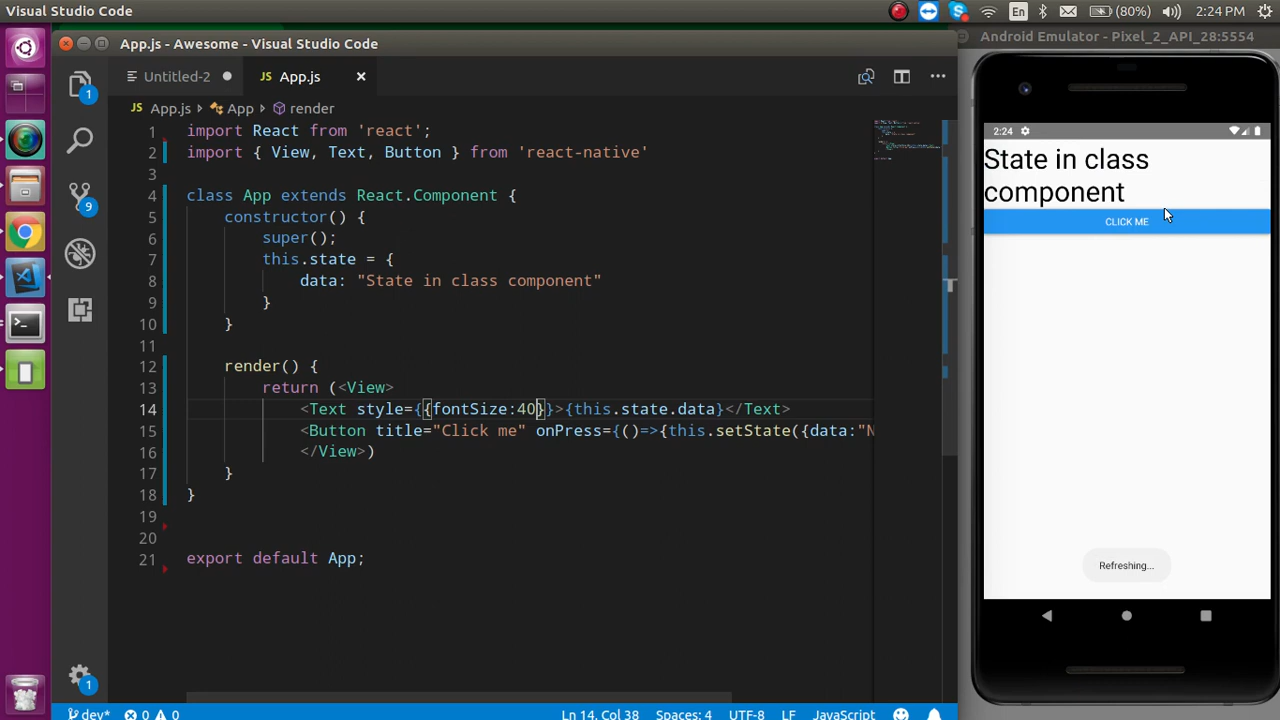 Visual Studio Code
En
(80%)
2:24 PM
App.js - Awesome - Visual Studio Code
Android Emulator - Pixel_2_API_28:5554
Untitled-2
App.js
App.js
App
render
1 import React from 'react';
2 import { View, Text, Button } from 'react-native'
3
4 class App extends React.Component {
5 constructor() {
6 super();
7 this.state = {
8 data: "State in class component"
9 }
10 }
11
12 render() {
13 return (<View>
14 <Text style={{fontSize:40}}>{this.state.data}</Text>
15 <Button title="Click me" onPress={()=>{this.setState({data:"N
16 </View>)
17 }
18 }
19
20
21 export default App;
1
9
1
dev*
0
0
Ln 14, Col 38
Spaces: 4
UTF-8
LF
JavaScript
2:24
State in class
component
CLICK ME
Refreshing...